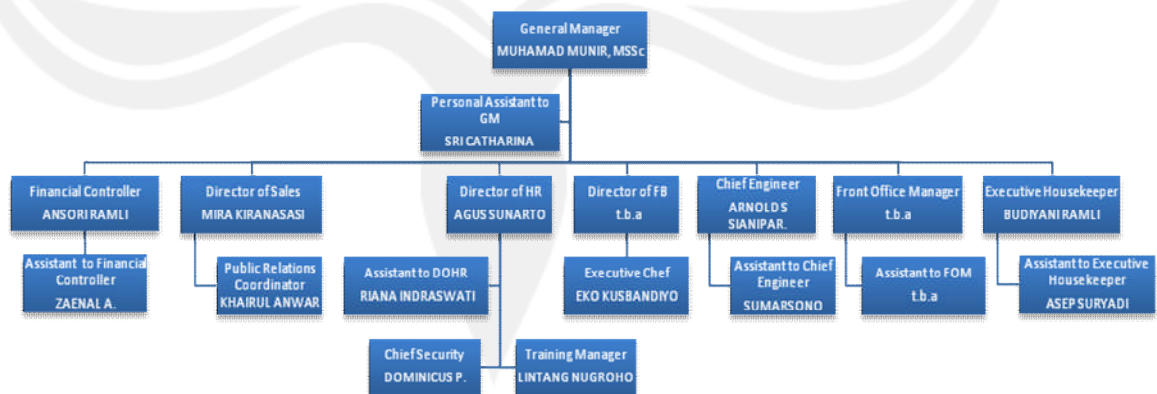 General Manager
MUHAMAD MUNIR, MSSc
Personal Assistant to
GM
SRI CATHARINA
Financial Controller
ANSORI RAMLI
Director of Sales
MIRA KIRANASASI
Director of HR
AGUS SUNARTO
Director of FB
t.b.a
Chief Engineer
ARNOLD S
SIANIPAR.
Front Office Manager
t.b.a
Executive Housekeeper
BUDIYANI RAMLI
Assistant to Financial
Controller
ZAENAL A.
Public Relations
Coordinator
KHAIRUL ANWAR
Assistant to DOHR
RIANA INDRASWATI
Executive Chef
EKO KUSBANDIYO
Assistant to Chief
Engineer
SUMARSONO
Assistant to FOM
t.b.a
Assistant to Executive
Housekeeper
ASEP SURYADI
Chief Security
DOMINICUS P.
Training Manager
LINTANG NUGROHO